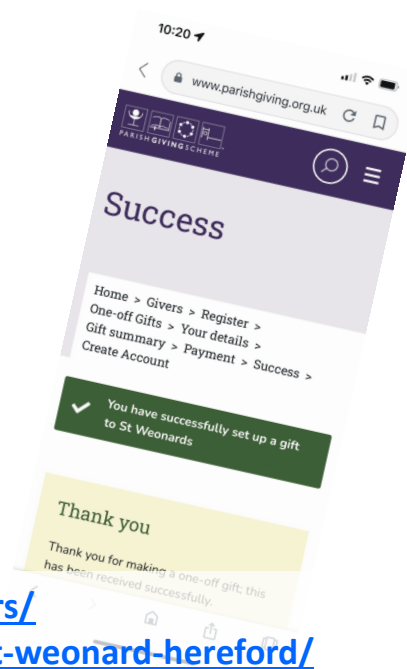 10:20
www.parishgiving.org.uk
PARISH GIVING SCHEME
Success
Home > Givers > Register >
One-off Gifts > Your details >
Gift summary > Payment > Success >
Create Account
You have successfully set up a gift
to St Weonards
Thank you
Thank you for making a one-off gift; this
has been received successfully.
rs/
t-weonard-hereford/